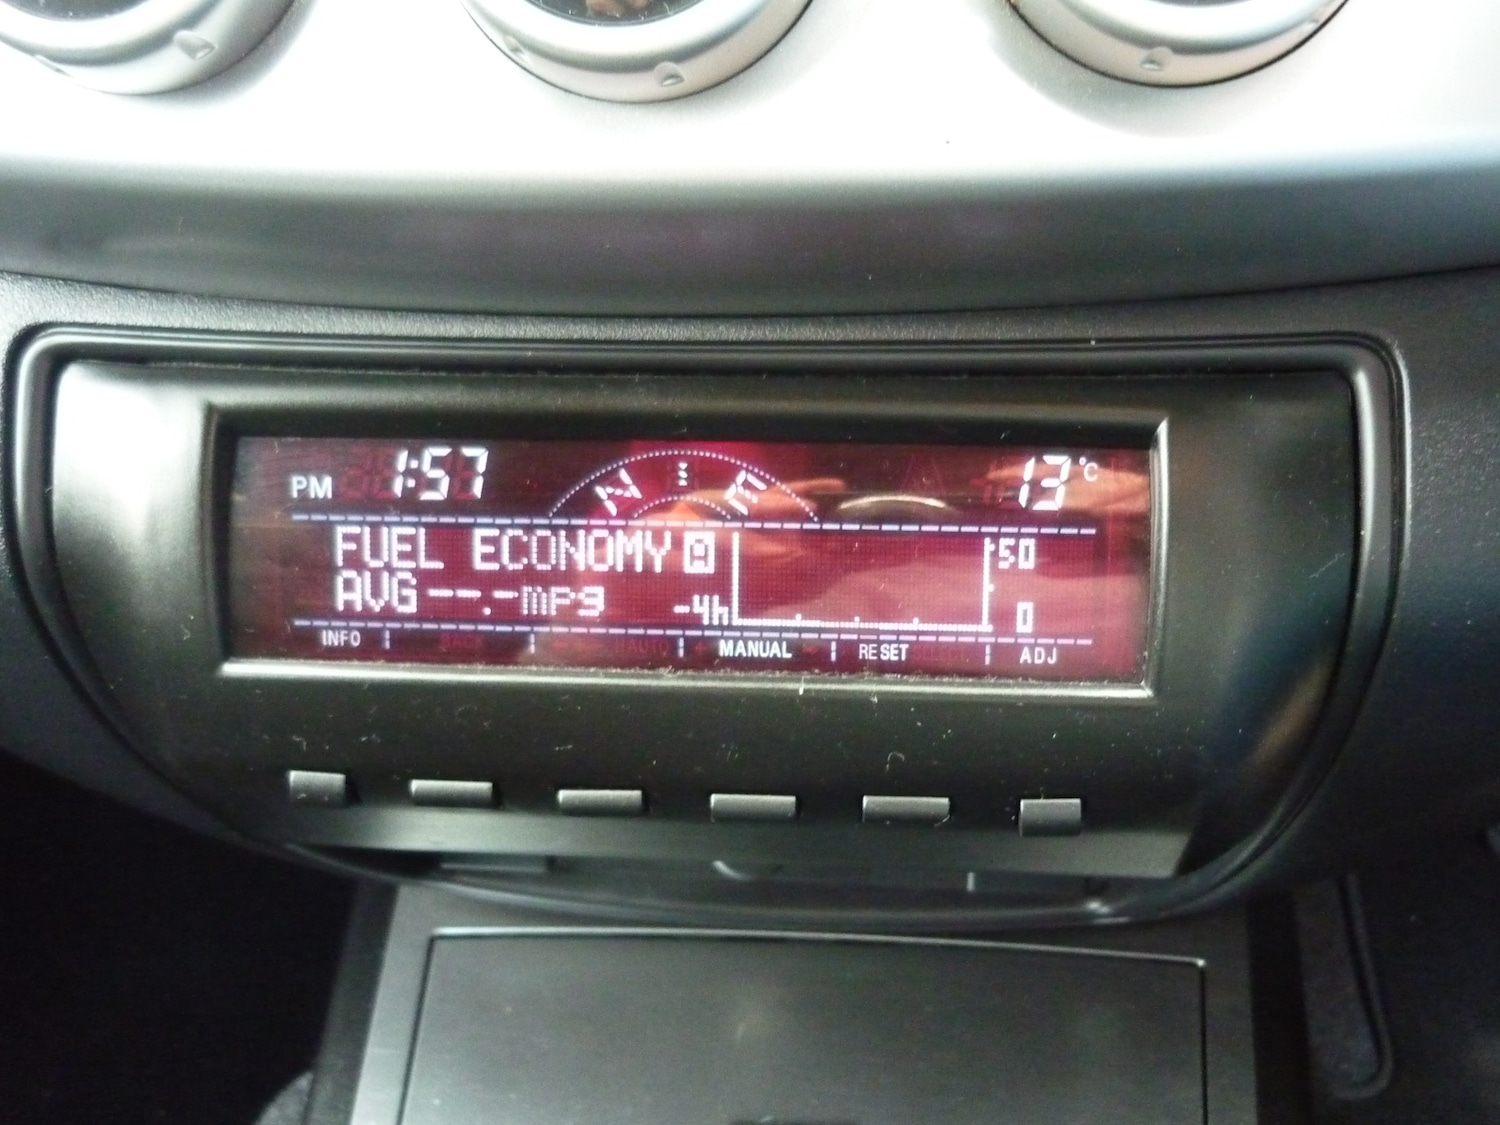 PM 1:57 N E 13°C
FUEL ECONOMY A 50
AVG --.-mpg -4h 0
INFO MANUAL RESET ADJ